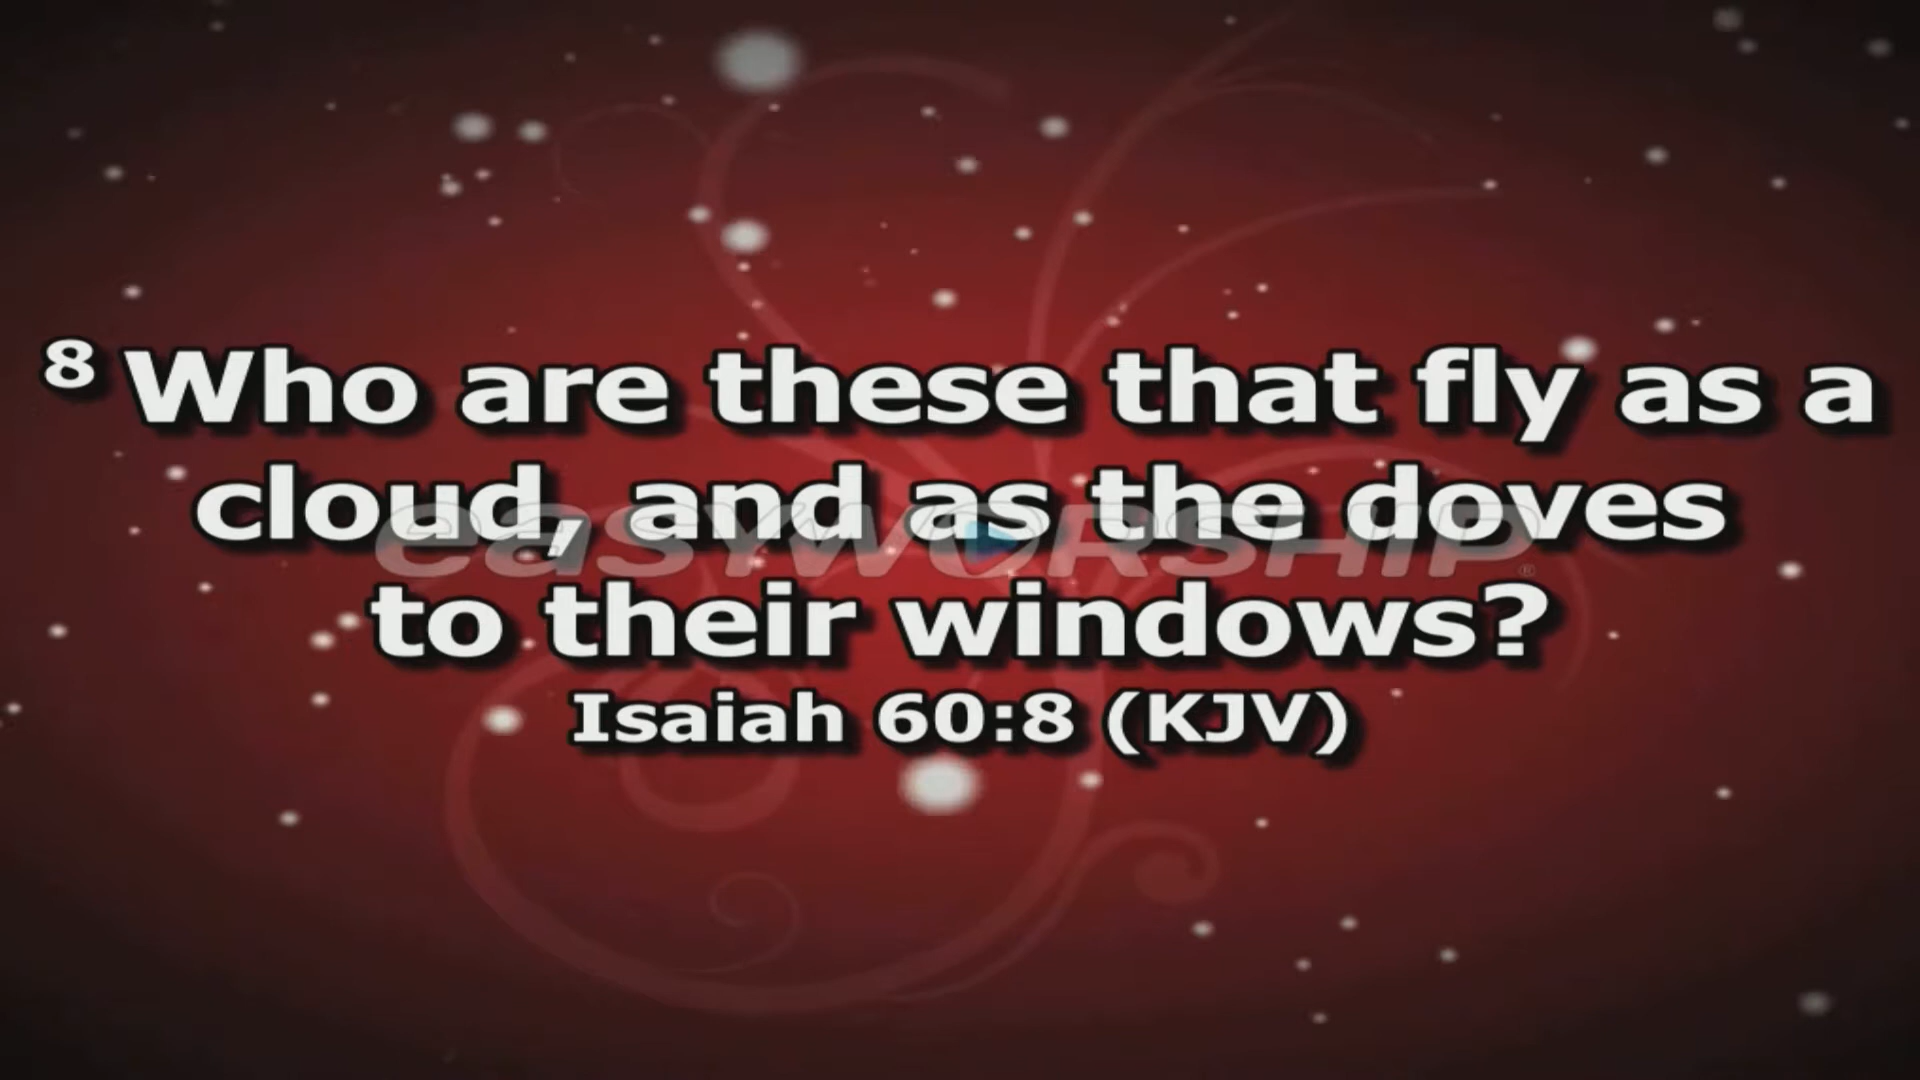 8 Who are these that fly as a
cloud, and as the doves
to their windows?
Isaiah 60:8 (KJV)
easyWORSHIP®